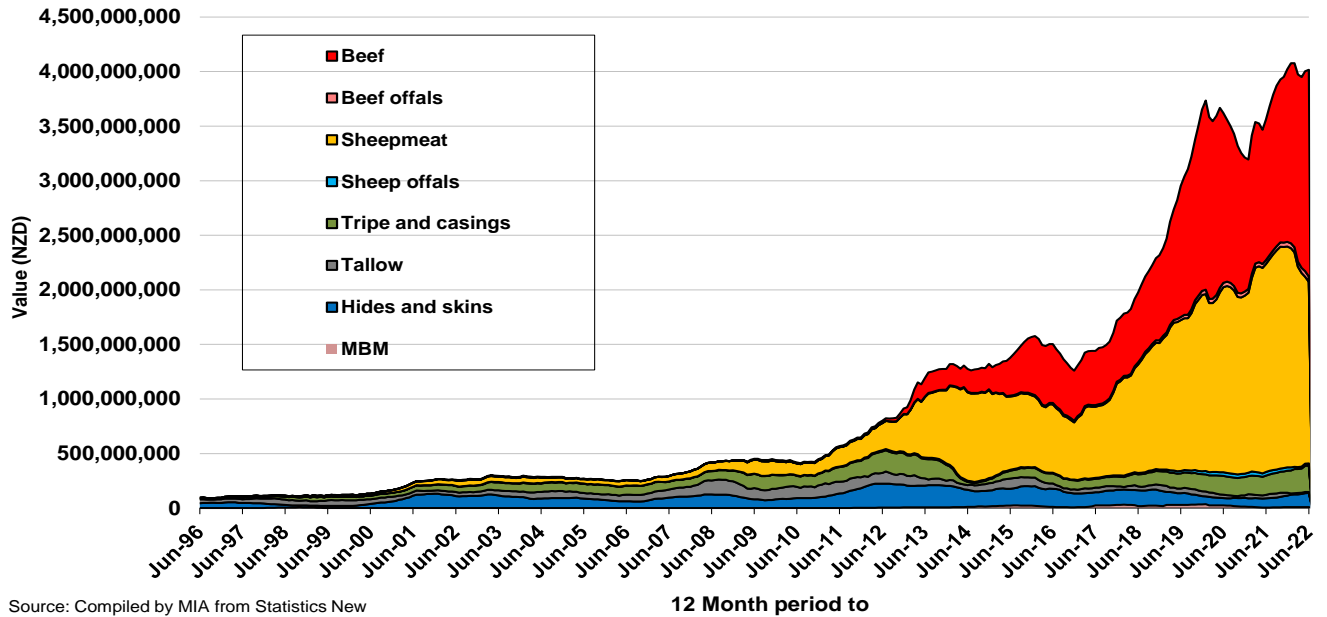 4,500,000,000
4,000,000,000
3,500,000,000
3,000,000,000
2,500,000,000
2,000,000,000
1,500,000,000
1,000,000,000
500,000,000
0
Value (NZD)
Beef
Beef offals
Sheepmeat
Sheep offals
Tripe and casings
Tallow
Hides and skins
MBM
Jun-96 Jun-97 Jun-98 Jun-99 Jun-00 Jun-01 Jun-02 Jun-03 Jun-04 Jun-05 Jun-06 Jun-07 Jun-08 Jun-09 Jun-10 Jun-11 Jun-12 Jun-13 Jun-14 Jun-15 Jun-16 Jun-17 Jun-18 Jun-19 Jun-20 Jun-21 Jun-22
12 Month period to
Source: Compiled by MIA from Statistics New